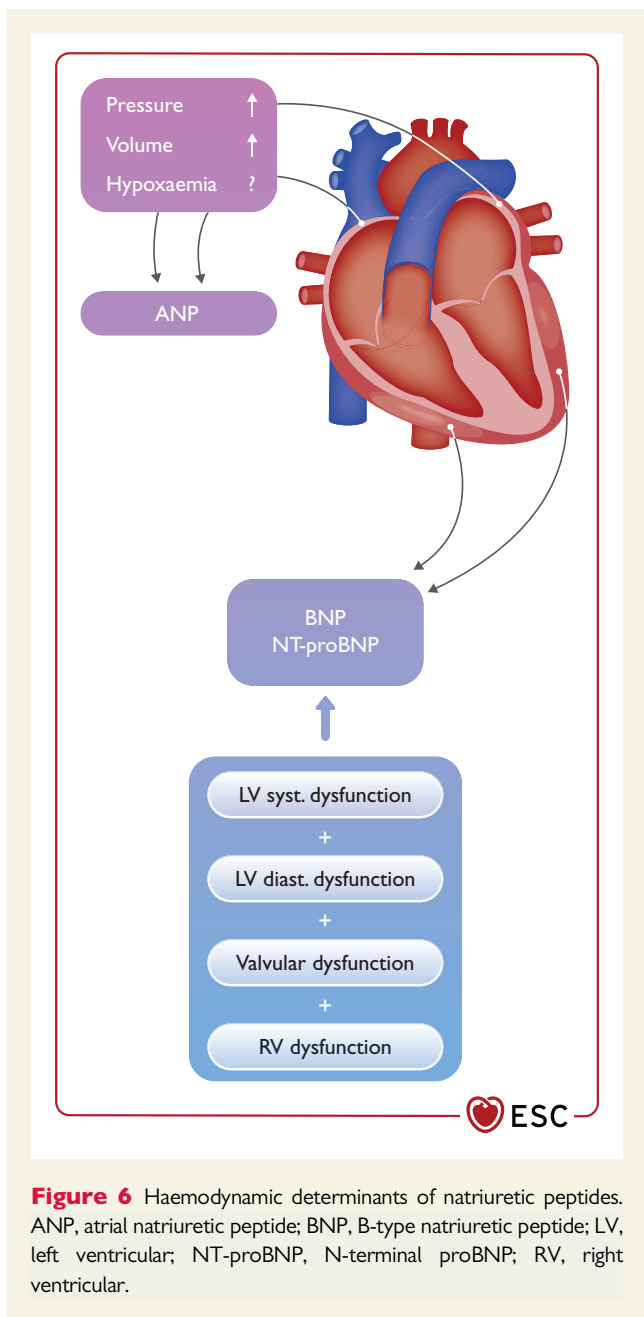 Pressure ↑
Volume ↑
Hypoxaemia ?
ANP
BNP
NT-proBNP
LV syst. dysfunction
+
LV diast. dysfunction
+
Valvular dysfunction
+
RV dysfunction
ESC
Figure 6 Haemodynamic determinants of natriuretic peptides.
ANP, atrial natriuretic peptide; BNP, B-type natriuretic peptide; LV,
left ventricular; NT-proBNP, N-terminal proBNP; RV, right
ventricular.